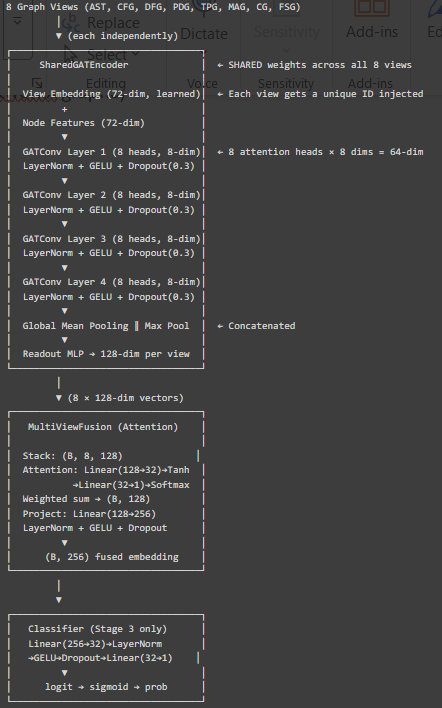 8 Graph Views (AST, CFG, DFG, PDG, TPG, MAG, CG, FSG)
Replace
Select
Dictate
Sensitivity
Add-ins
▼ (each independently)
SharedGATEncoder ← SHARED weights across all 8 views
View Embedding (72-dim, learned) ← Each view gets a unique ID injected
+
Node Features (72-dim)
▼
GATConv Layer 1 (8 heads, 8-dim) ← 8 attention heads × 8 dims = 64-dim
LayerNorm + GELU + Dropout(0.3)
▼
GATConv Layer 2 (8 heads, 8-dim)
LayerNorm + GELU + Dropout(0.3)
▼
GATConv Layer 3 (8 heads, 8-dim)
LayerNorm + GELU + Dropout(0.3)
▼
GATConv Layer 4 (8 heads, 8-dim)
LayerNorm + GELU + Dropout(0.3)
▼
Global Mean Pooling ‖ Max Pool ← Concatenated
▼
Readout MLP → 128-dim per view
▼ (8 × 128-dim vectors)
MultiViewFusion (Attention)
Stack: (B, 8, 128)
Attention: Linear(128→32)→Tanh
→Linear(32→1)→Softmax
Weighted sum → (B, 128)
Project: Linear(128→256)
LayerNorm + GELU + Dropout
▼
(B, 256) fused embedding
▼
Classifier (Stage 3 only)
Linear(256→32)→LayerNorm
→GELU→Dropout→Linear(32→1)
▼
logit → sigmoid → prob